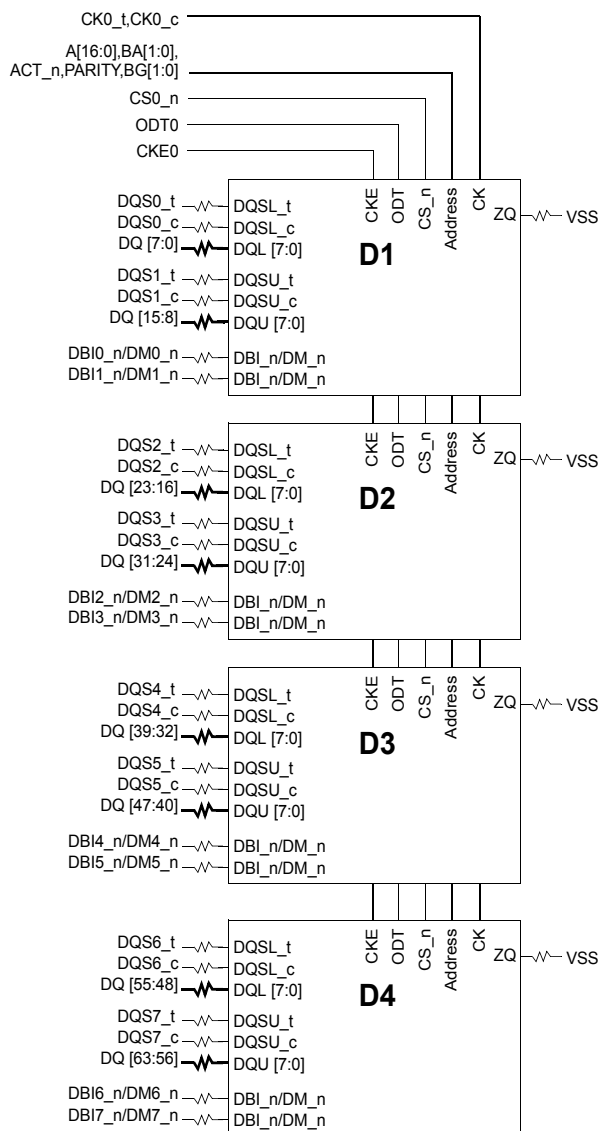 CK0_t,CK0_c
A[16:0],BA[1:0],
ACT_n,PARITY,BG[1:0]
CS0_n
ODT0
CKE0
CKE
ODT
CS_n
Address
CK
DQS0_t DQSL_t ZQ VSS
DQS0_c DQSL_c
DQ [7:0] DQL [7:0]
D1
DQS1_t DQSU_t
DQS1_c DQSU_c
DQ [15:8] DQU [7:0]
DBI0_n/DM0_n DBI_n/DM_n
DBI1_n/DM1_n DBI_n/DM_n
CKE
ODT
CS_n
Address
CK
DQS2_t DQSL_t ZQ VSS
DQS2_c DQSL_c
DQ [23:16] DQL [7:0]
D2
DQS3_t DQSU_t
DQS3_c DQSU_c
DQ [31:24] DQU [7:0]
DBI2_n/DM2_n DBI_n/DM_n
DBI3_n/DM3_n DBI_n/DM_n
CKE
ODT
CS_n
Address
CK
DQS4_t DQSL_t ZQ VSS
DQS4_c DQSL_c
DQ [39:32] DQL [7:0]
D3
DQS5_t DQSU_t
DQS5_c DQSU_c
DQ [47:40] DQU [7:0]
DBI4_n/DM4_n DBI_n/DM_n
DBI5_n/DM5_n DBI_n/DM_n
CKE
ODT
CS_n
Address
CK
DQS6_t DQSL_t ZQ VSS
DQS6_c DQSL_c
DQ [55:48] DQL [7:0]
D4
DQS7_t DQSU_t
DQS7_c DQSU_c
DQ [63:56] DQU [7:0]
DBI6_n/DM6_n DBI_n/DM_n
DBI7_n/DM7_n DBI_n/DM_n